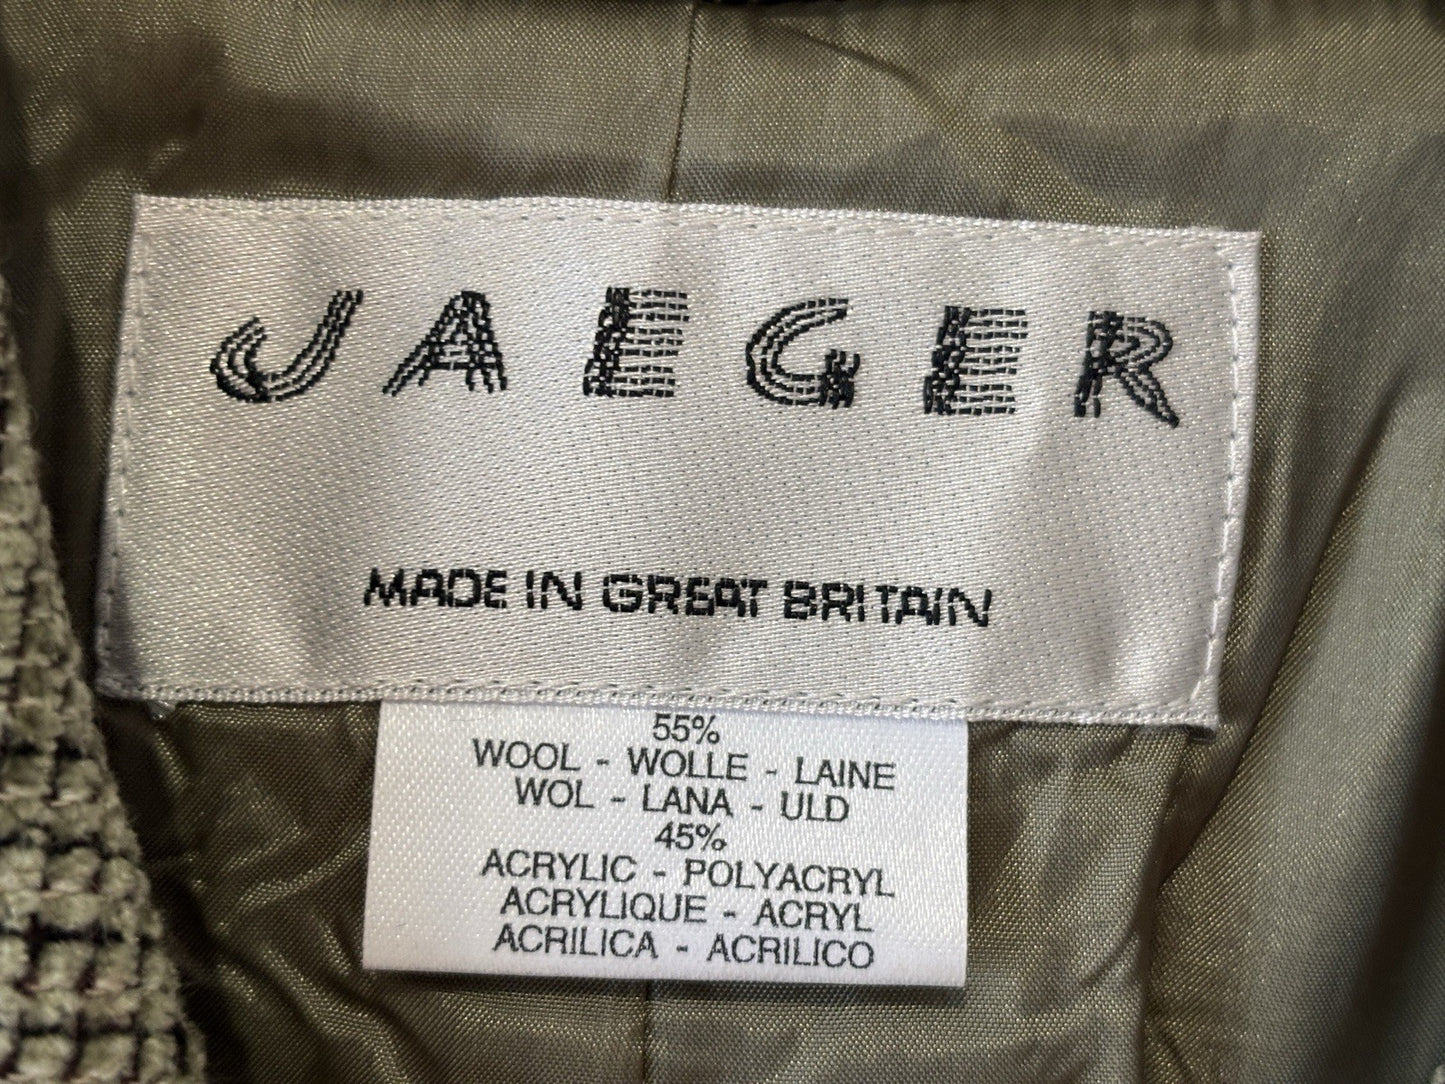 JAEGER
MADE IN GREAT BRITAIN
55%
WOOL - WOLLE - LAINE
WOL - LANA - ULD
45%
ACRYLIC - POLYACRYL
ACRYLIQUE - ACRYL
ACRILICA - ACRILICO